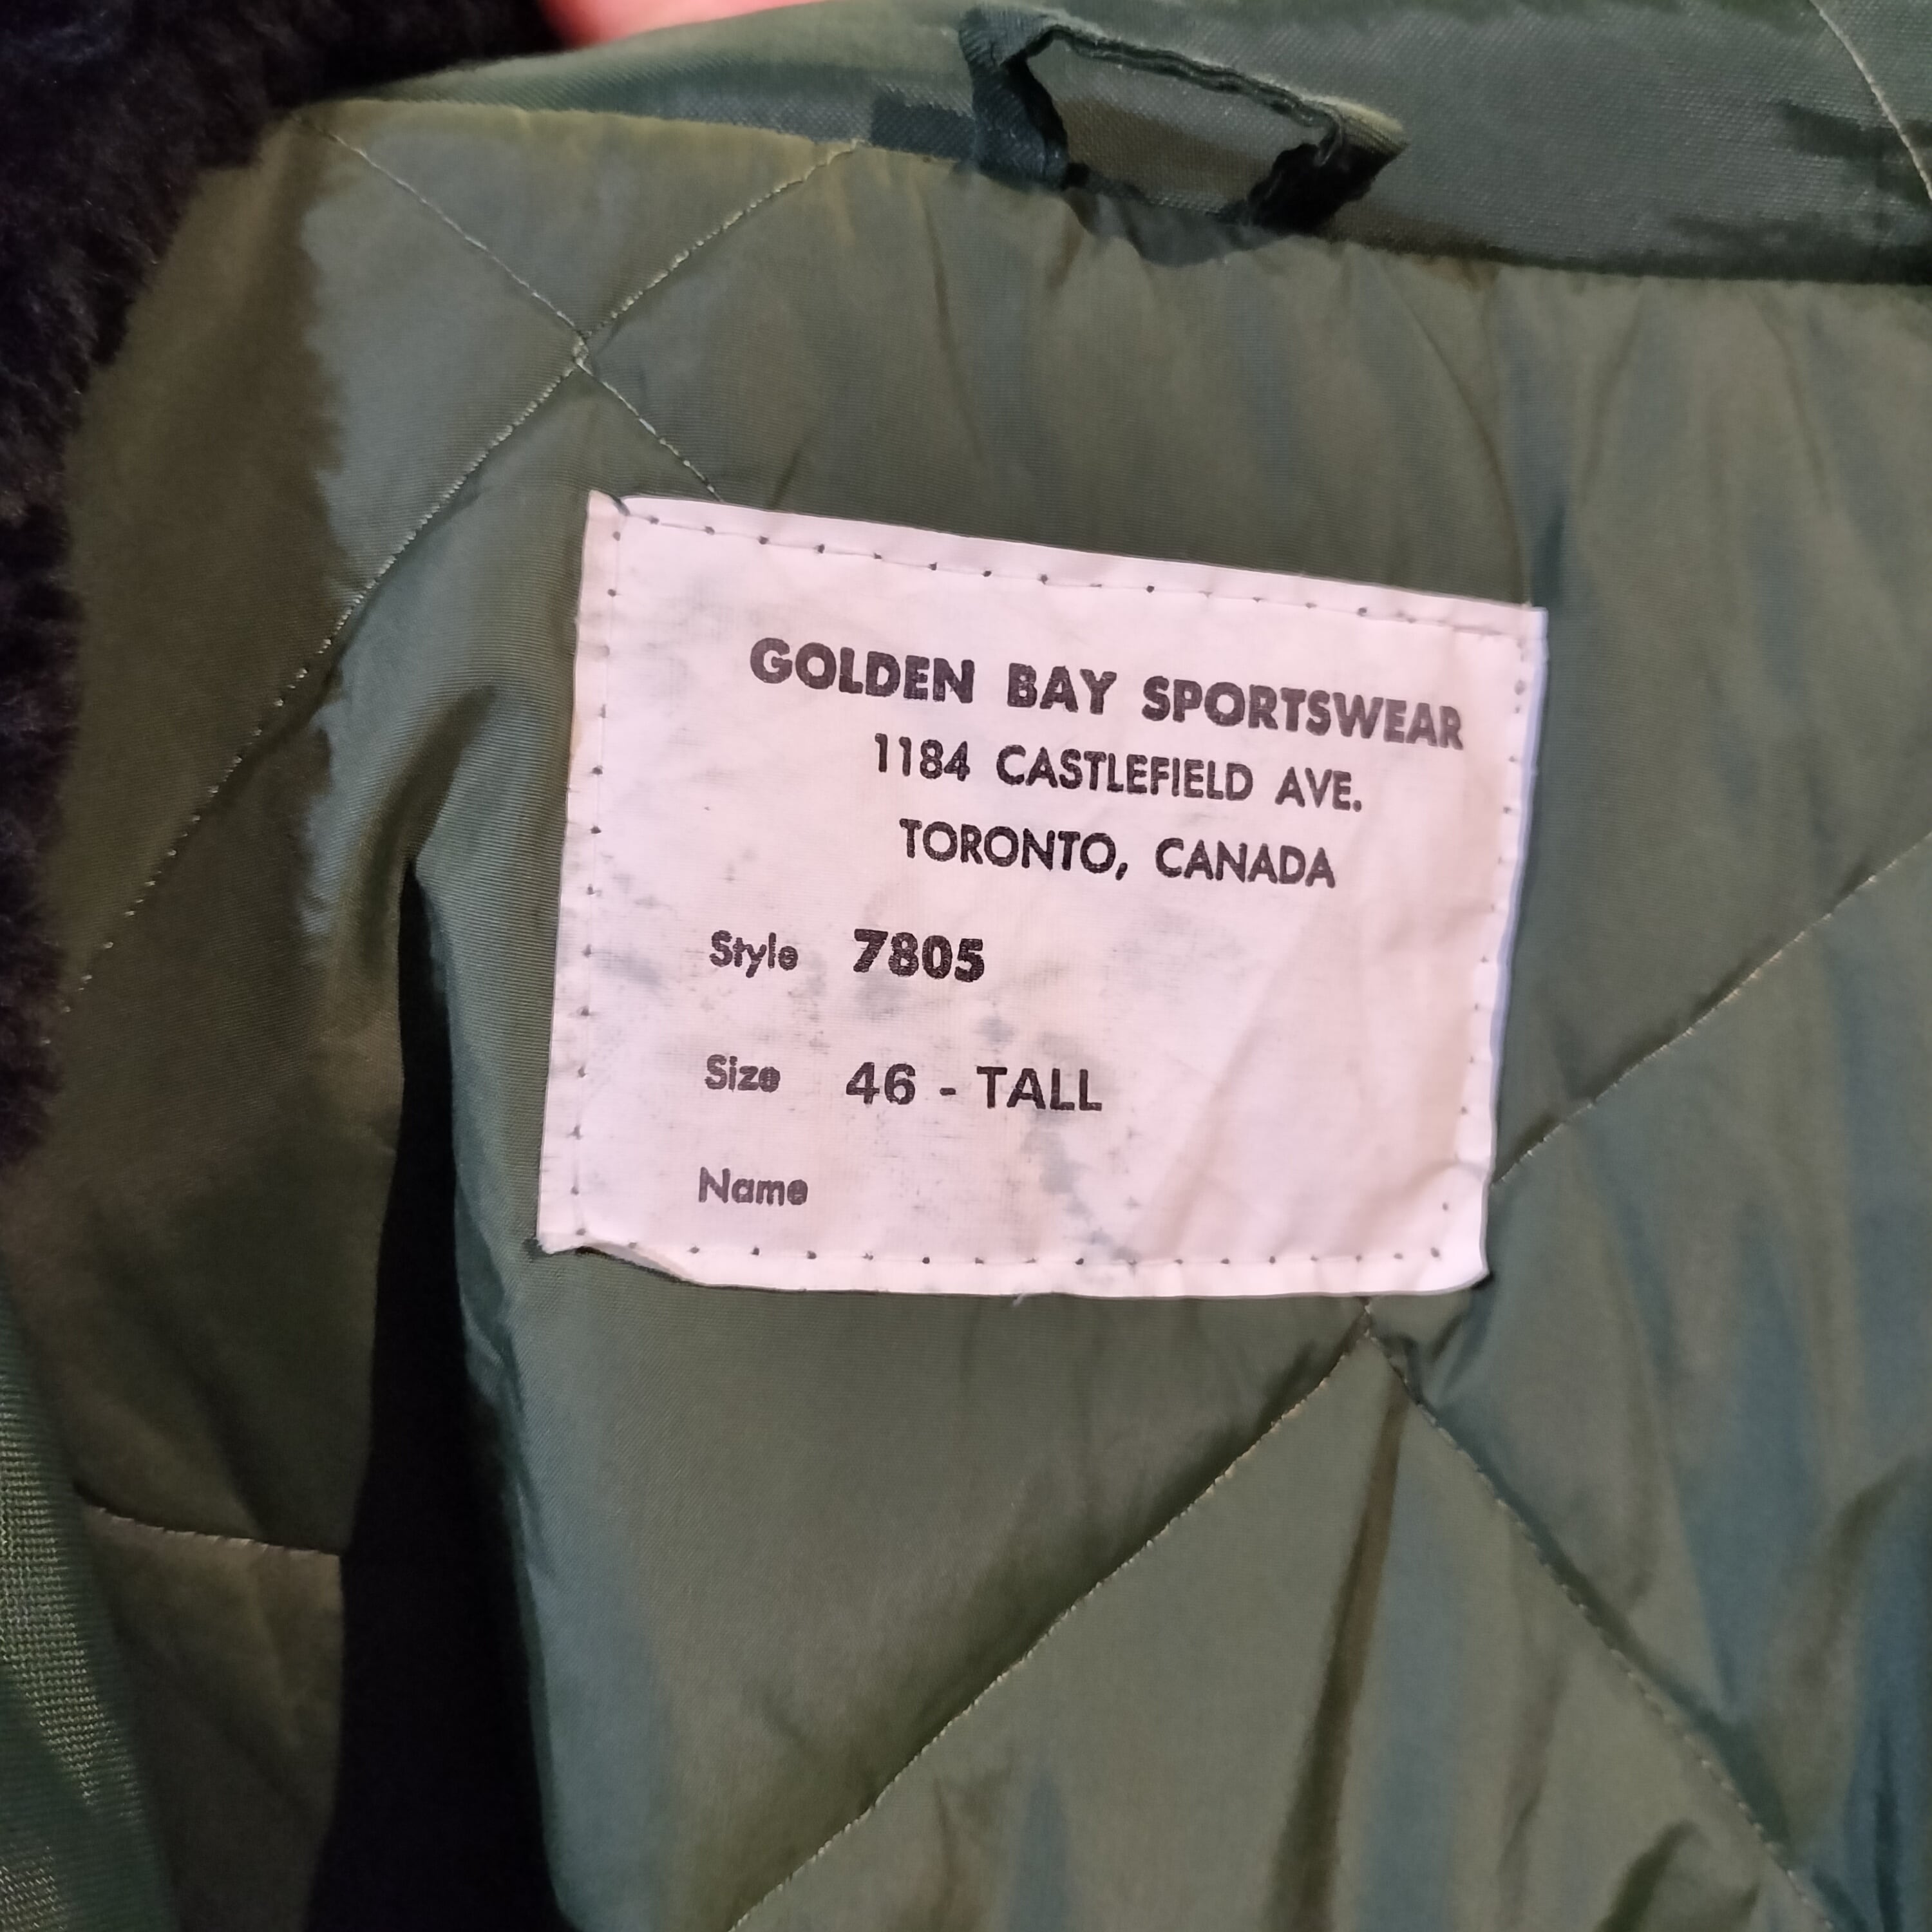 GOLDEN BAY SPORTSWEAR
1184 CASTLEFIELD AVE.
TORONTO, CANADA
Style 7805
Size 46 - TALL
Name